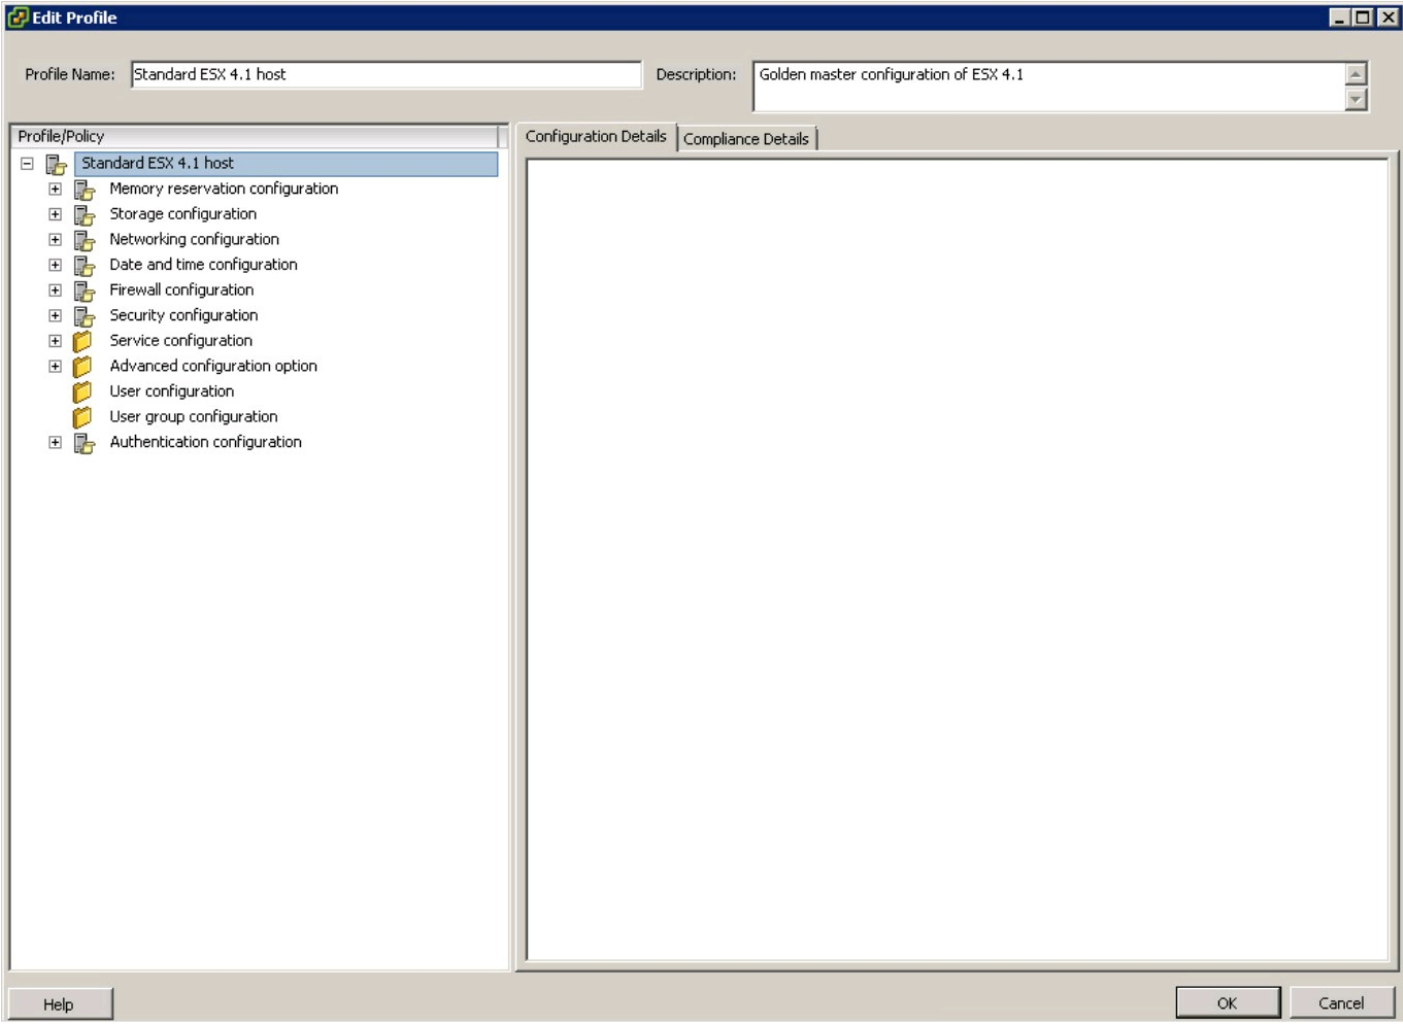 Edit Profile
Profile Name: Standard ESX 4.1 host Description: Golden master configuration of ESX 4.1
Profile/Policy
Standard ESX 4.1 host
Memory reservation configuration
Storage configuration
Networking configuration
Date and time configuration
Firewall configuration
Security configuration
Service configuration
Advanced configuration option
User configuration
User group configuration
Authentication configuration
Configuration Details Compliance Details
Help OK Cancel